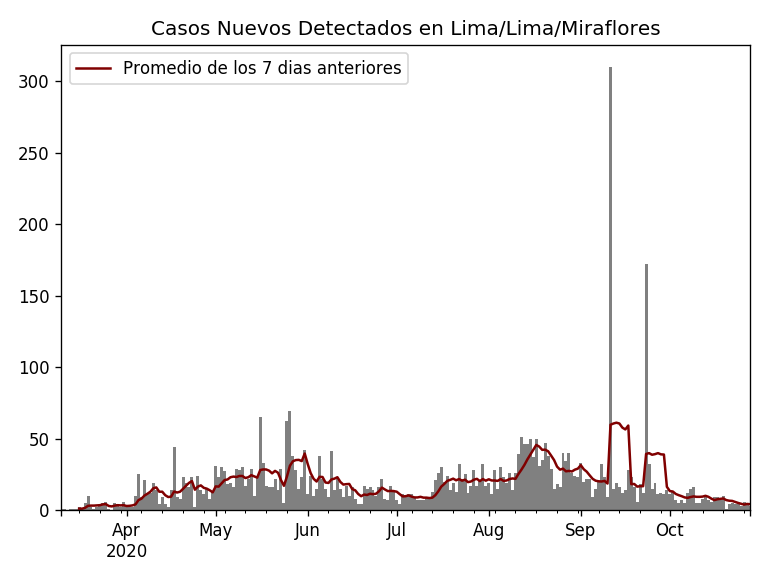 Casos Nuevos Detectados en Lima/Lima/Miraflores
Promedio de los 7 dias anteriores
300
250
200
150
100
50
0
Apr May Jun Jul Aug Sep Oct
2020